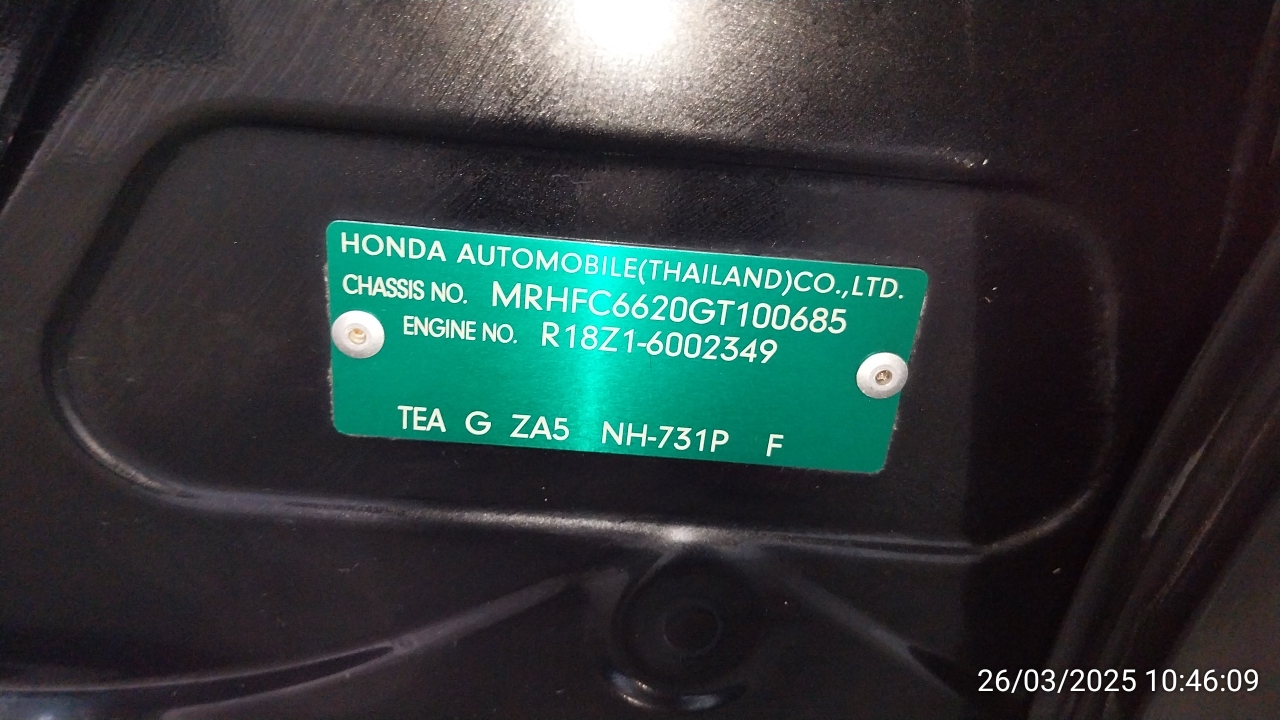 HONDA AUTOMOBILE(THAILAND)CO.,LTD.
CHASSIS NO. MRHFC6620GT100685
ENGINE NO. R18Z1-6002349
TEA G ZA5 NH-731P F
26/03/2025 10:46:09